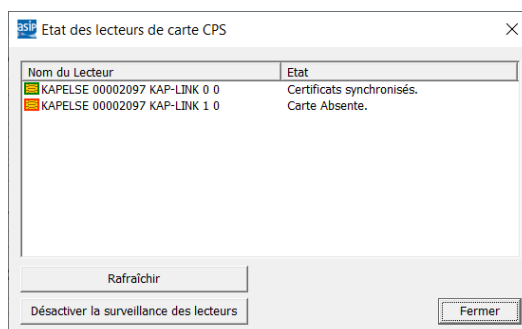 asip Etat des lecteurs de carte CPS
Nom du Lecteur Etat
KAPELSE 00002097 KAP-LINK 0 0 Certificats synchronisés.
KAPELSE 00002097 KAP-LINK 1 0 Carte Absente.
Rafraîchir
Désactiver la surveillance des lecteurs Fermer